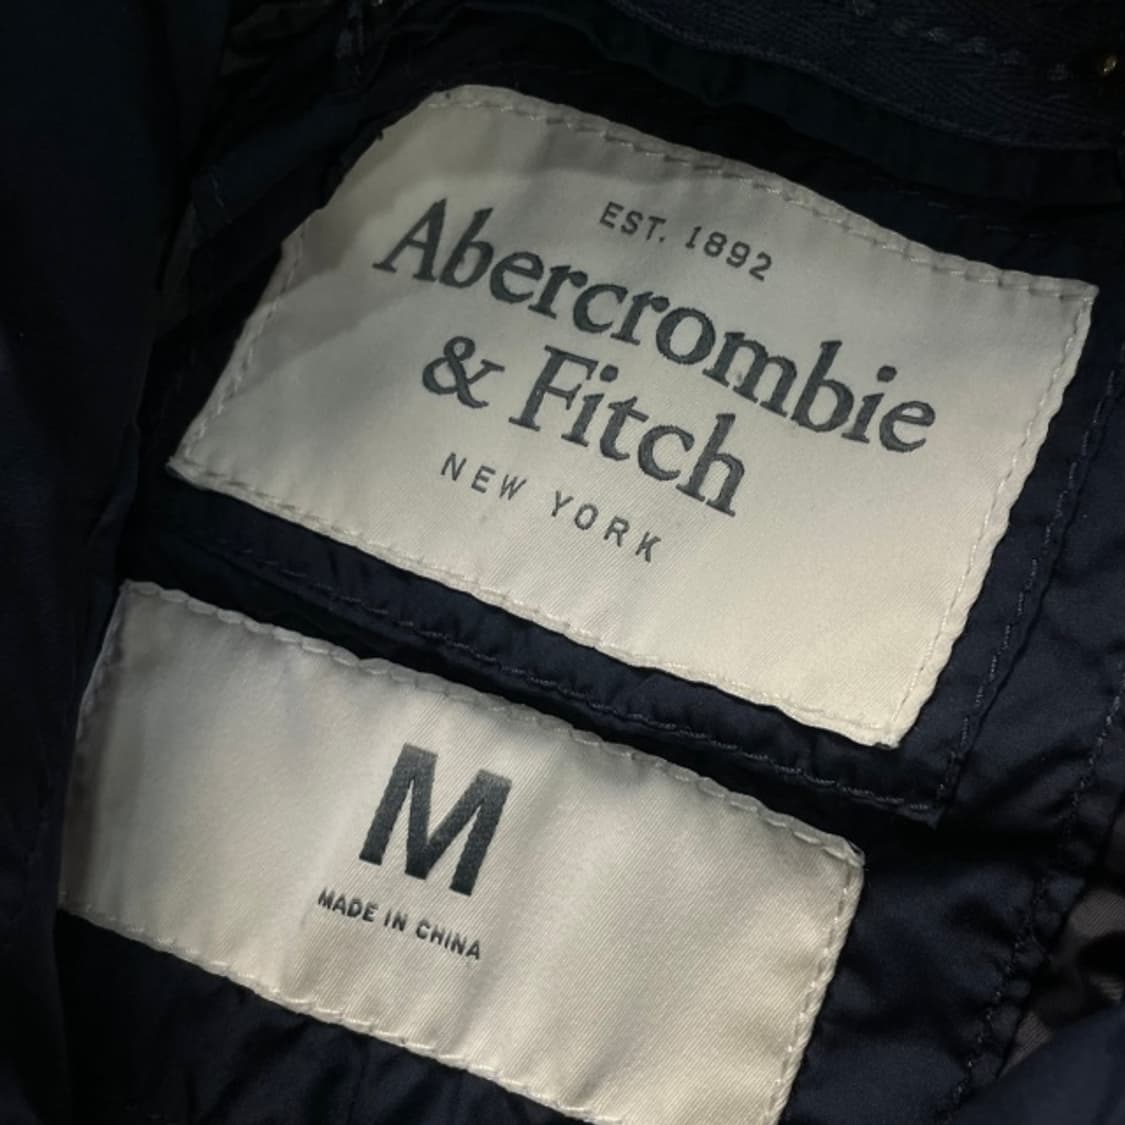 EST. 1892
Abercrombie
& Fitch
NEW YORK
M
MADE IN CHINA